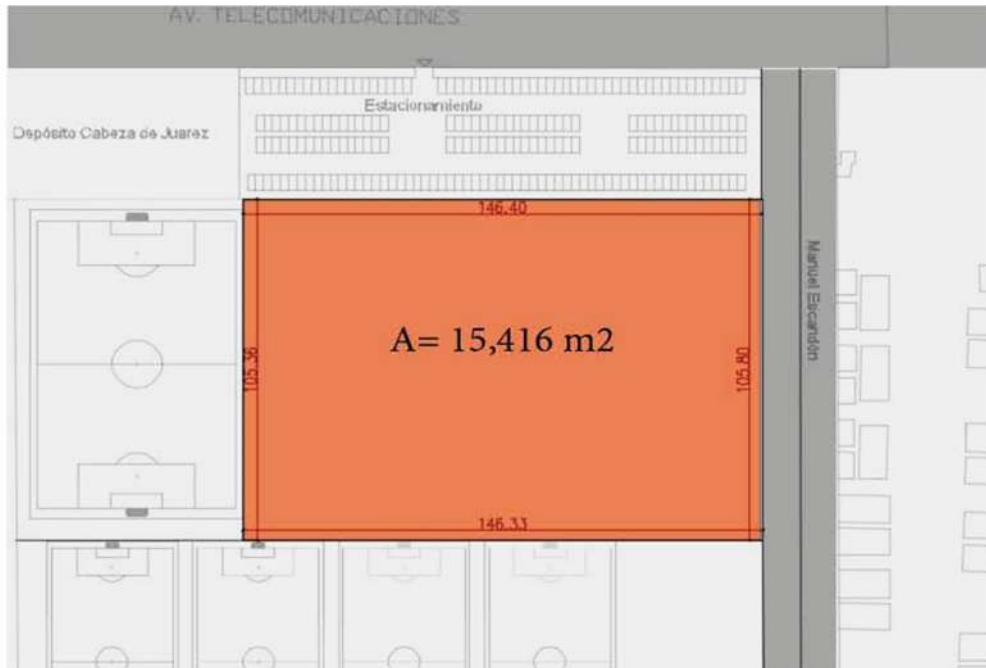 AV. TELECOMUNICACIONES
Estacionamiento
Depósito Cabeza de Juarez
146.40
Manuel Escandón
A= 15,416 m2
105.36
105.80
146.33